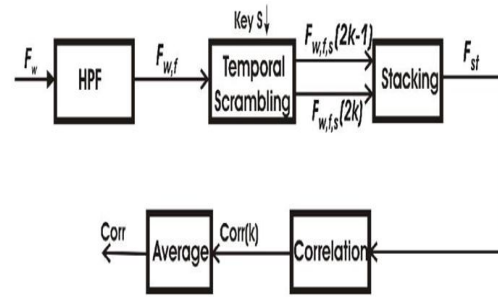 Key S
F_w
HPF
F_w,f
Temporal
Scrambling
F_w,f,s(2k-1)
F_w,f,s(2k)
Stacking
F_st
Corr
Average
Corr(k)
Correlation